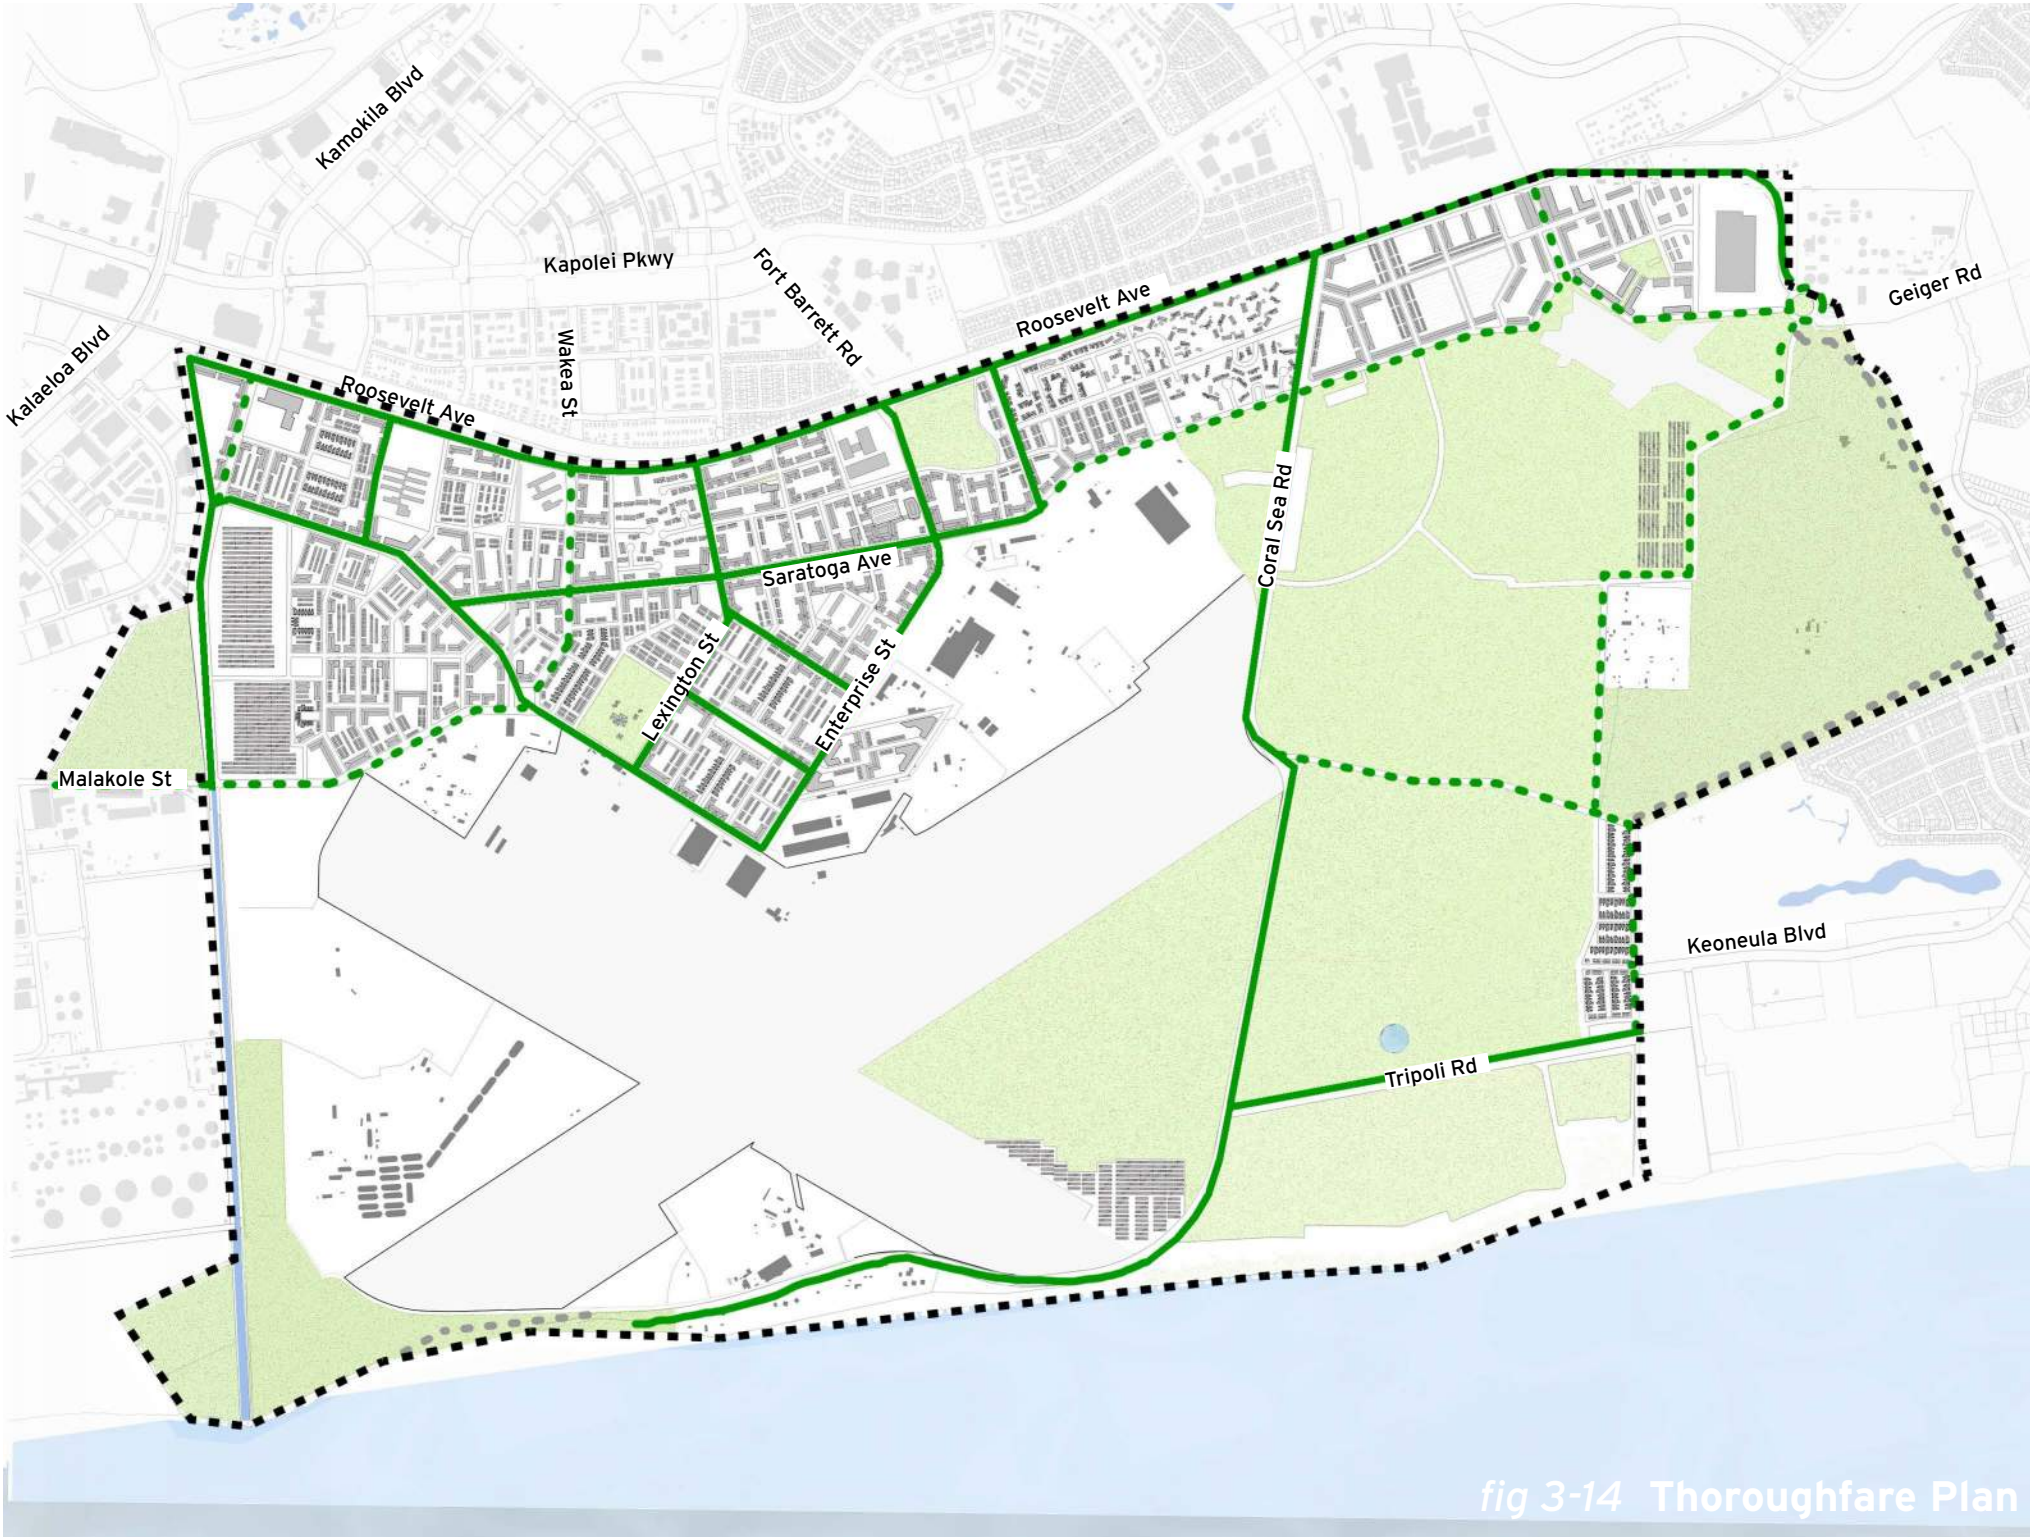 Kamokila Blvd
Kapolei Pkwy
Fort Barrett Rd
Geiger Rd
Roosevelt Ave
Kalaeloa Blvd
Wakea St
Roosevelt Ave
Coral Sea Rd
Saratoga Ave
Lexington St
Enterprise St
Malakole St
Keoneula Blvd
Tripoli Rd
fig 3-14 Thoroughfare Plan